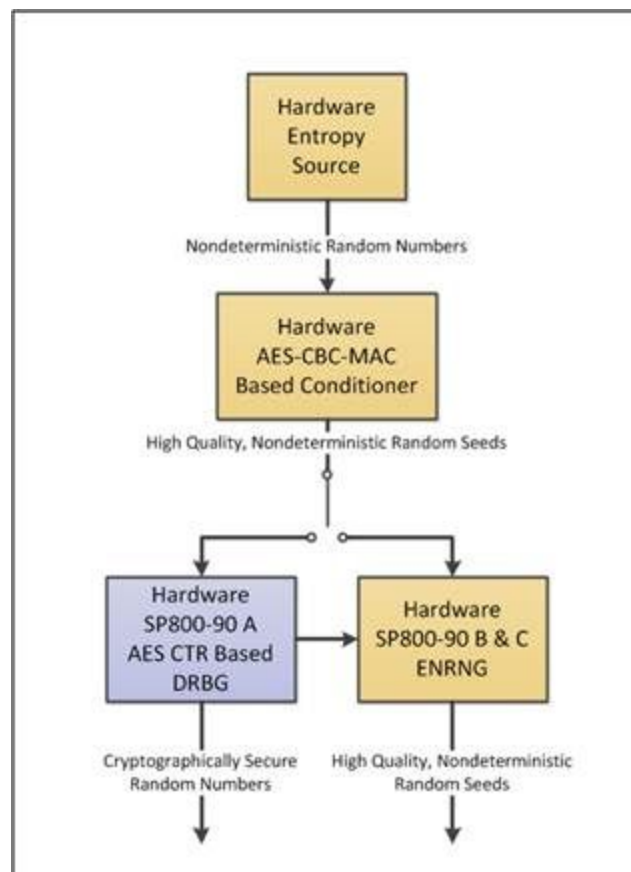 Hardware
Entropy
Source
Nondeterministic Random Numbers
Hardware
AES-CBC-MAC
Based Conditioner
High Quality, Nondeterministic Random Seeds
Hardware
SP800-90 A
AES CTR Based
DRBG
Hardware
SP800-90 B & C
ENRNG
Cryptographically Secure
Random Numbers
High Quality, Nondeterministic
Random Seeds